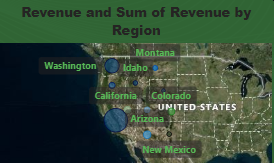 Revenue and Sum of Revenue by
Region
Montana
Washington
Idaho
California
Colorado
UNITED STATES
Arizona
New Mexico